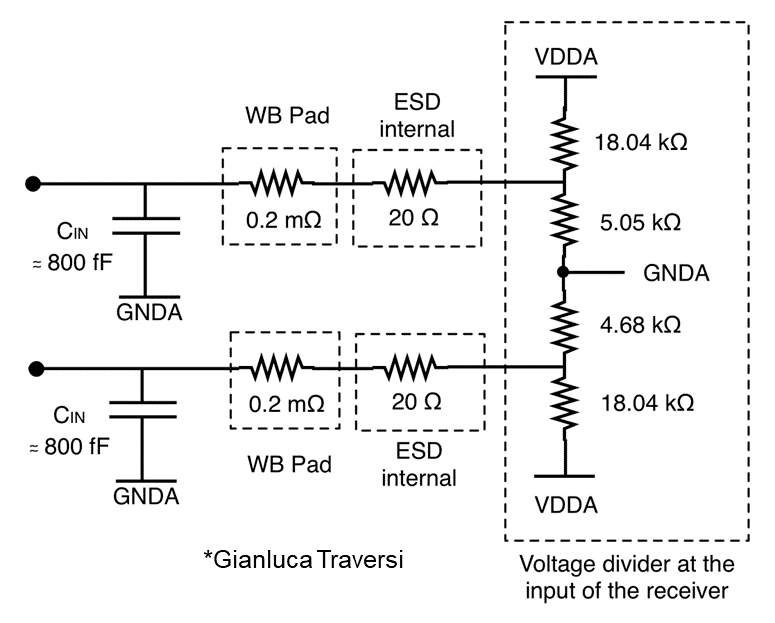 VDDA
ESD
internal
WB Pad
18.04 kΩ
0.2 mΩ
20 Ω
5.05 kΩ
CIN
≈ 800 fF
GNDA
GNDA
4.68 kΩ
0.2 mΩ
20 Ω
18.04 kΩ
CIN
≈ 800 fF
WB Pad
ESD
internal
GNDA
VDDA
*Gianluca Traversi
Voltage divider at the
input of the receiver